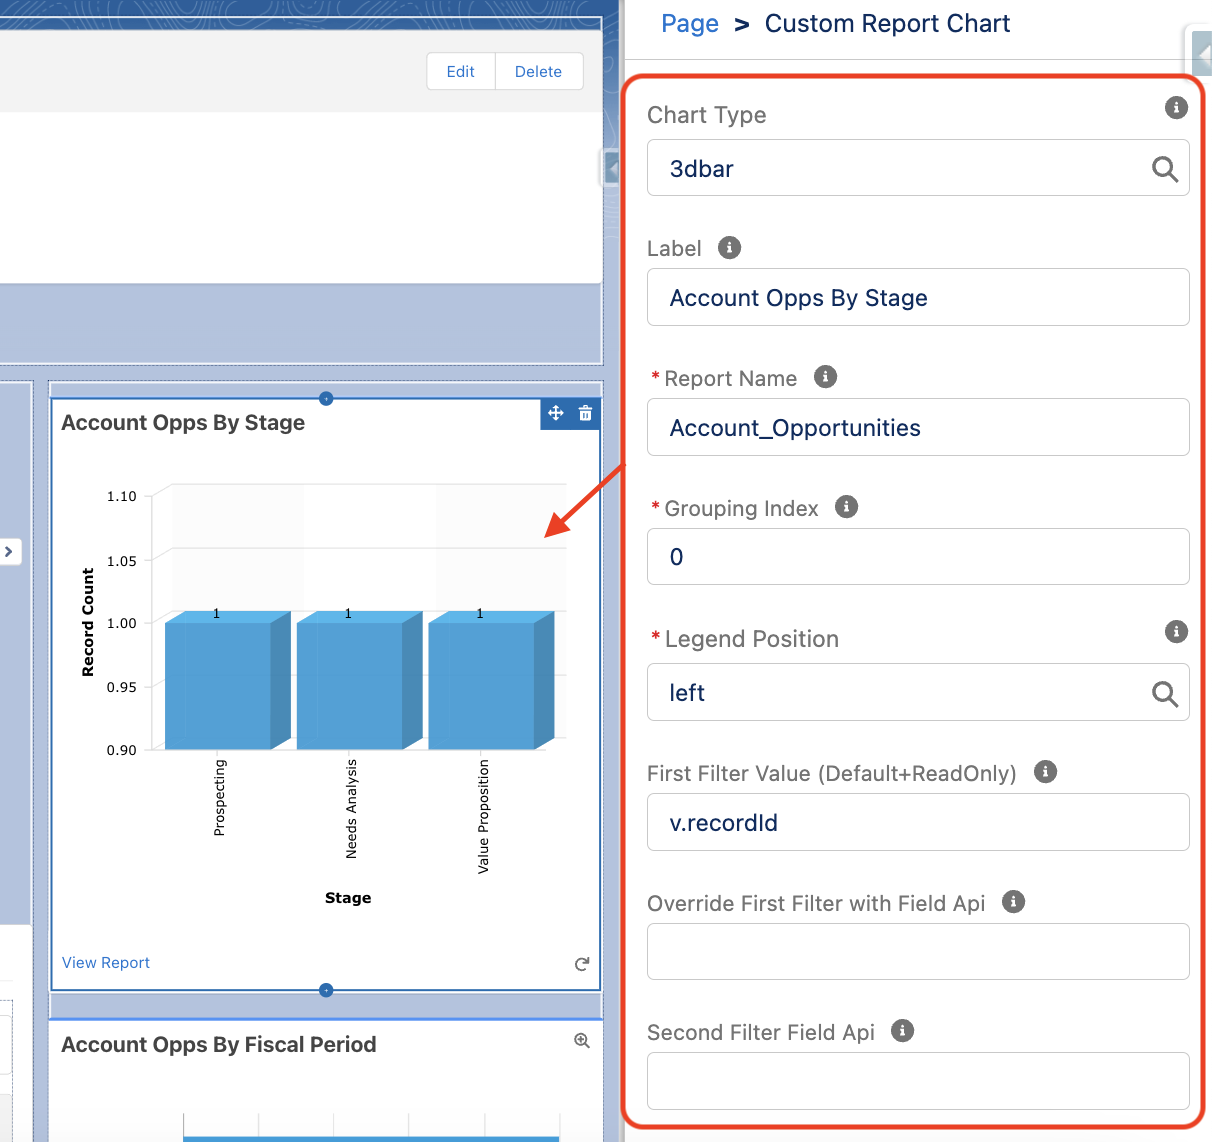 Page > Custom Report Chart
Edit
Delete
Chart Type
3dbar
Label
Account Opps By Stage
* Report Name
Account_Opportunities
* Grouping Index
0
* Legend Position
left
First Filter Value (Default+ReadOnly)
v.recordId
Override First Filter with Field Api
Second Filter Field Api
Account Opps By Stage
1.10
1.05
1.00
0.95
0.90
Record Count
1
1
1
Prospecting
Needs Analysis
Value Proposition
Stage
View Report
Account Opps By Fiscal Period